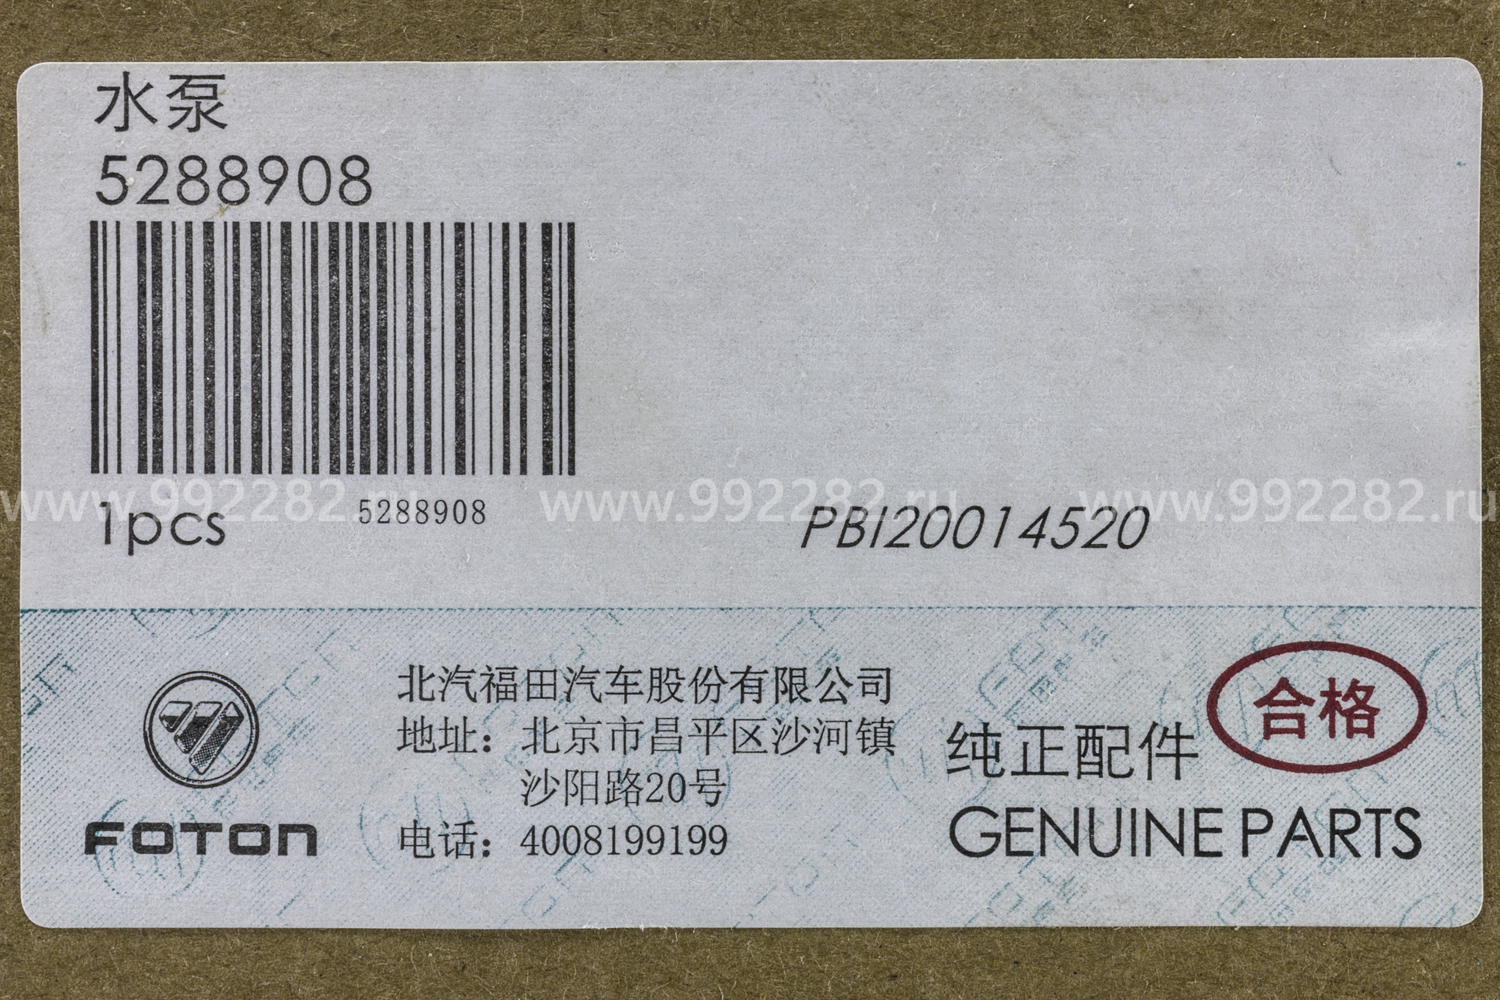 水泵
5288908
5288908
1pcs
PBI20014520
www.992282.ru
www.992282.ru
www.992282.ru
FOTON
北汽福田汽车股份有限公司
地址：北京市昌平区沙河镇
沙阳路20号
电话：4008199199
合格
纯正配件
GENUINE PARTS